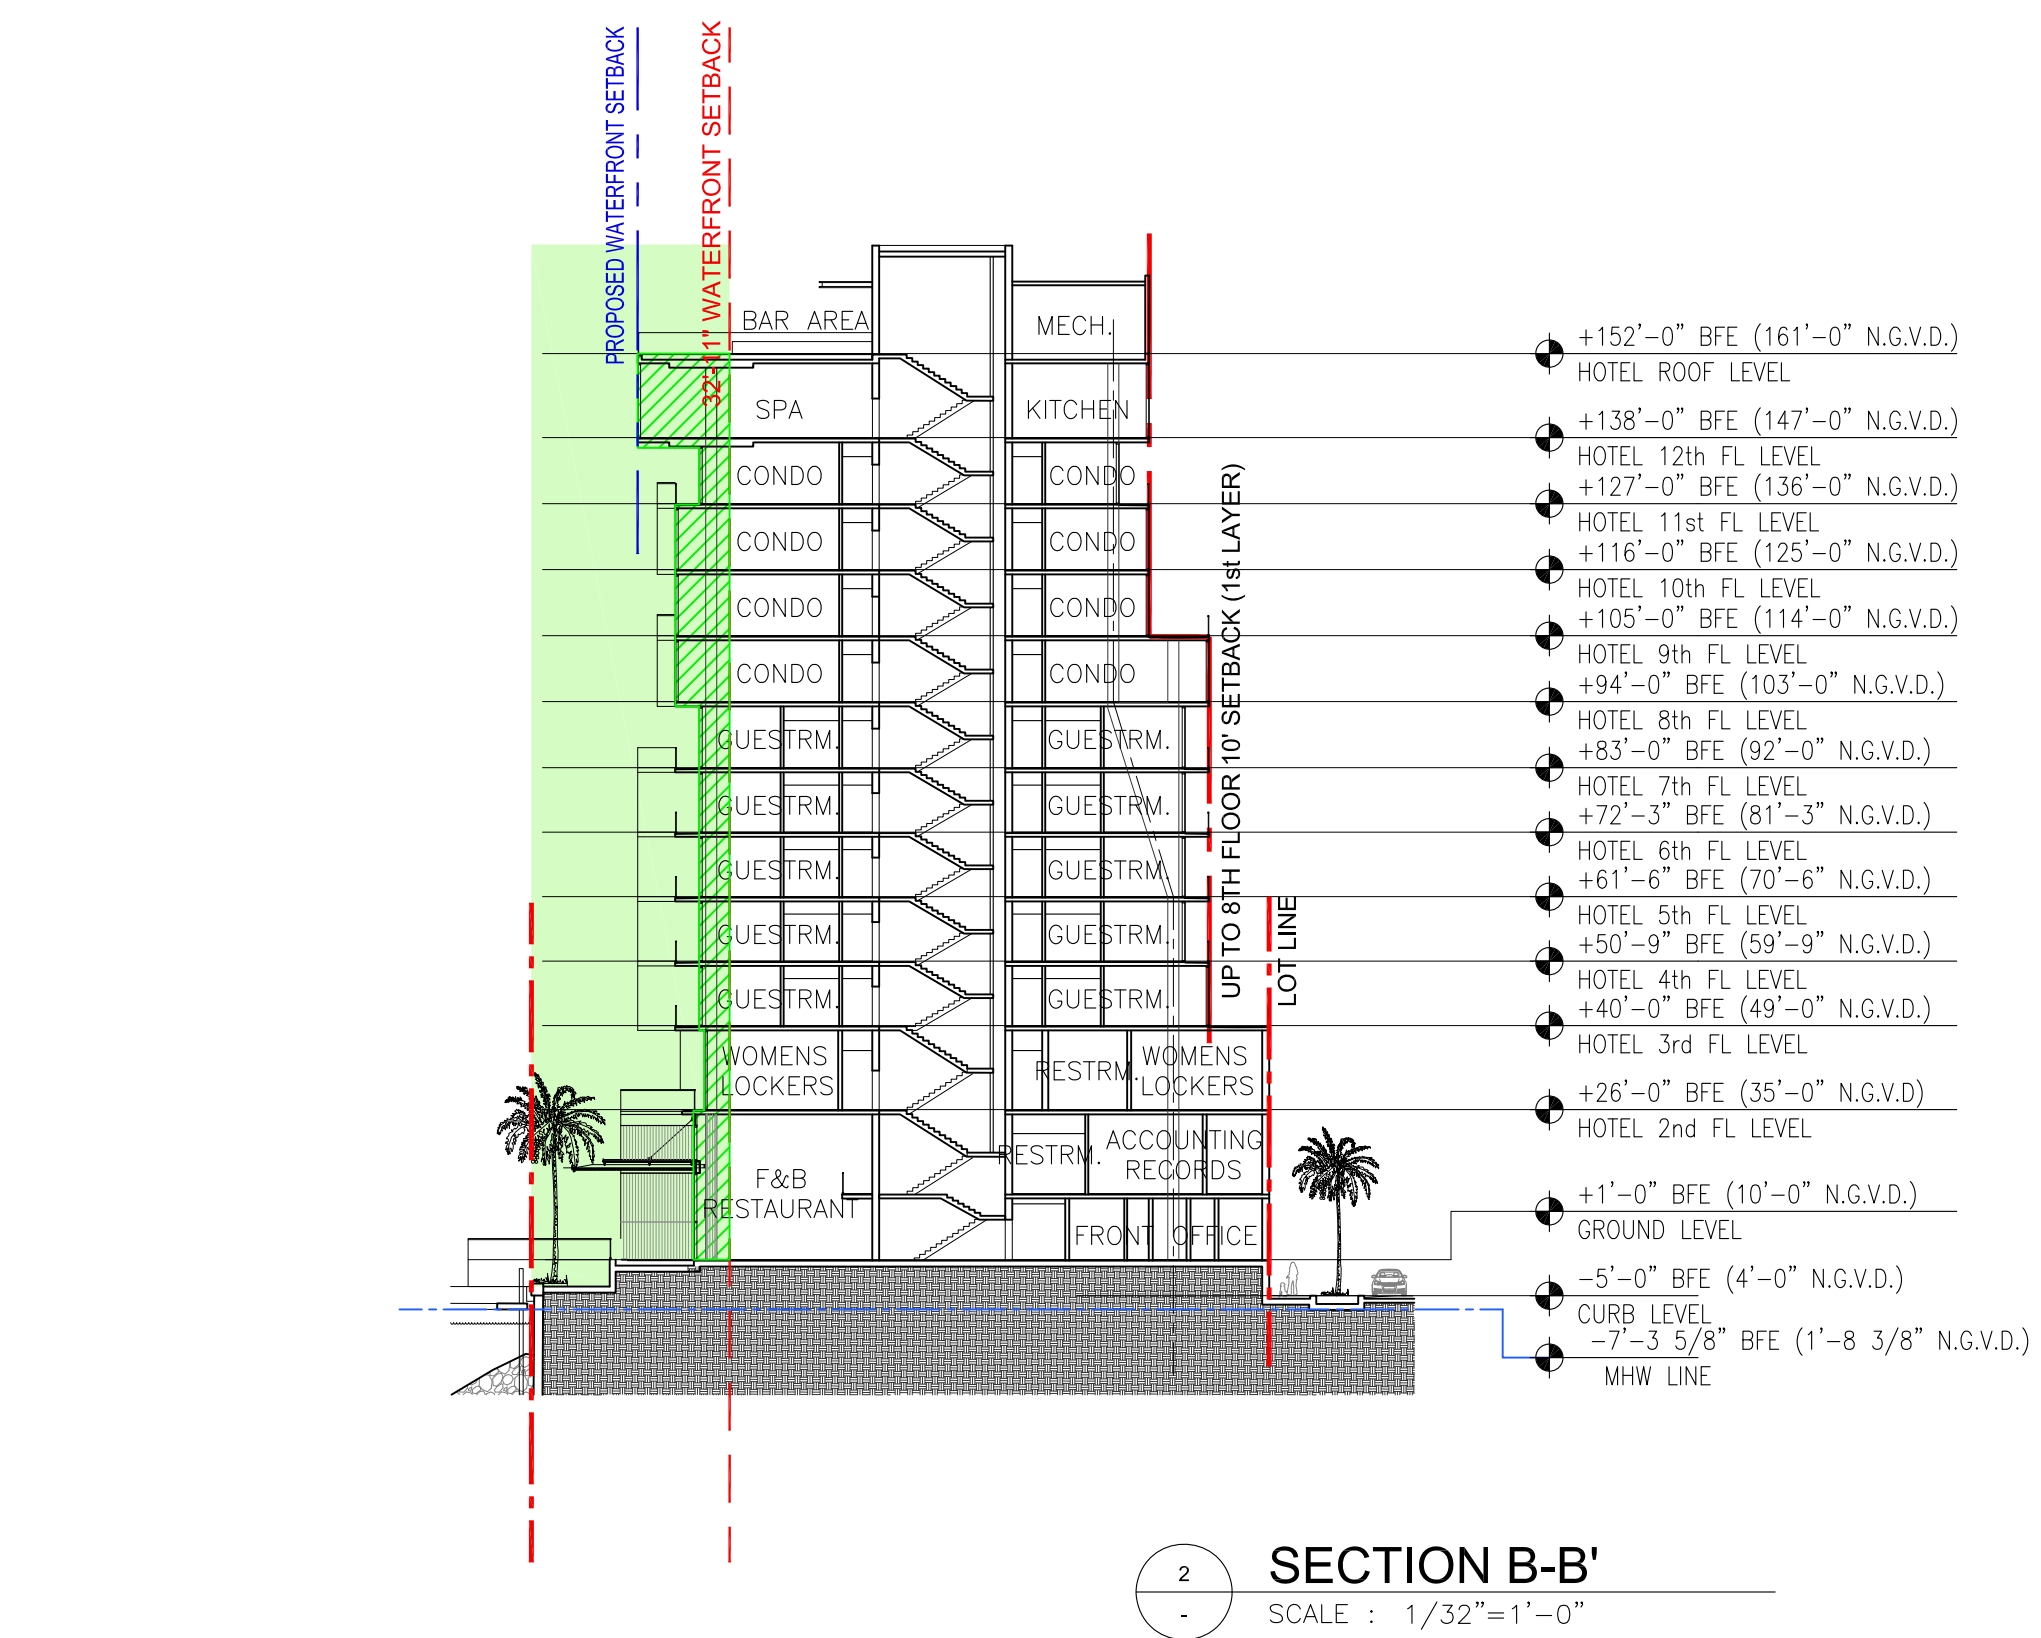 PROPOSED WATERFRONT SETBACK
32'-11" WATERFRONT SETBACK
BAR AREA
MECH.
SPA
KITCHEN
CONDO
CONDO
CONDO
CONDO
CONDO
CONDO
CONDO
CONDO
GUESTRM.
GUESTRM.
GUESTRM.
GUESTRM.
GUESTRM.
GUESTRM.
GUESTRM.
GUESTRM.
GUESTRM.
GUESTRM.
WOMENS
LOCKERS
RESTRM.
WOMENS
LOCKERS
RESTRM.
ACCOUNTING
RECORDS
F&B
RESTAURANT
FRONT OFFICE
UP TO 8TH FLOOR 10' SETBACK (1st LAYER)
LOT LINE
+152'-0" BFE (161'-0" N.G.V.D.)
HOTEL ROOF LEVEL
+138'-0" BFE (147'-0" N.G.V.D.)
HOTEL 12th FL LEVEL
+127'-0" BFE (136'-0" N.G.V.D.)
HOTEL 11st FL LEVEL
+116'-0" BFE (125'-0" N.G.V.D.)
HOTEL 10th FL LEVEL
+105'-0" BFE (114'-0" N.G.V.D.)
HOTEL 9th FL LEVEL
+94'-0" BFE (103'-0" N.G.V.D.)
HOTEL 8th FL LEVEL
+83'-0" BFE (92'-0" N.G.V.D.)
HOTEL 7th FL LEVEL
+72'-3" BFE (81'-3" N.G.V.D.)
HOTEL 6th FL LEVEL
+61'-6" BFE (70'-6" N.G.V.D.)
HOTEL 5th FL LEVEL
+50'-9" BFE (59'-9" N.G.V.D.)
HOTEL 4th FL LEVEL
+40'-0" BFE (49'-0" N.G.V.D.)
HOTEL 3rd FL LEVEL
+26'-0" BFE (35'-0" N.G.V.D)
HOTEL 2nd FL LEVEL
+1'-0" BFE (10'-0" N.G.V.D.)
GROUND LEVEL
-5'-0" BFE (4'-0" N.G.V.D.)
CURB LEVEL
-7'-3 5/8" BFE (1'-8 3/8" N.G.V.D.)
MHW LINE
2
-
SECTION B-B'
SCALE : 1/32"=1'-0"